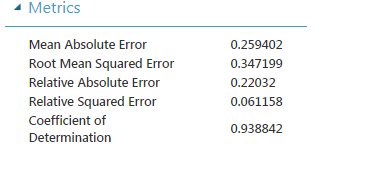 Metrics
Mean Absolute Error 0.259402
Root Mean Squared Error 0.347199
Relative Absolute Error 0.22032
Relative Squared Error 0.061158
Coefficient of
Determination 0.938842